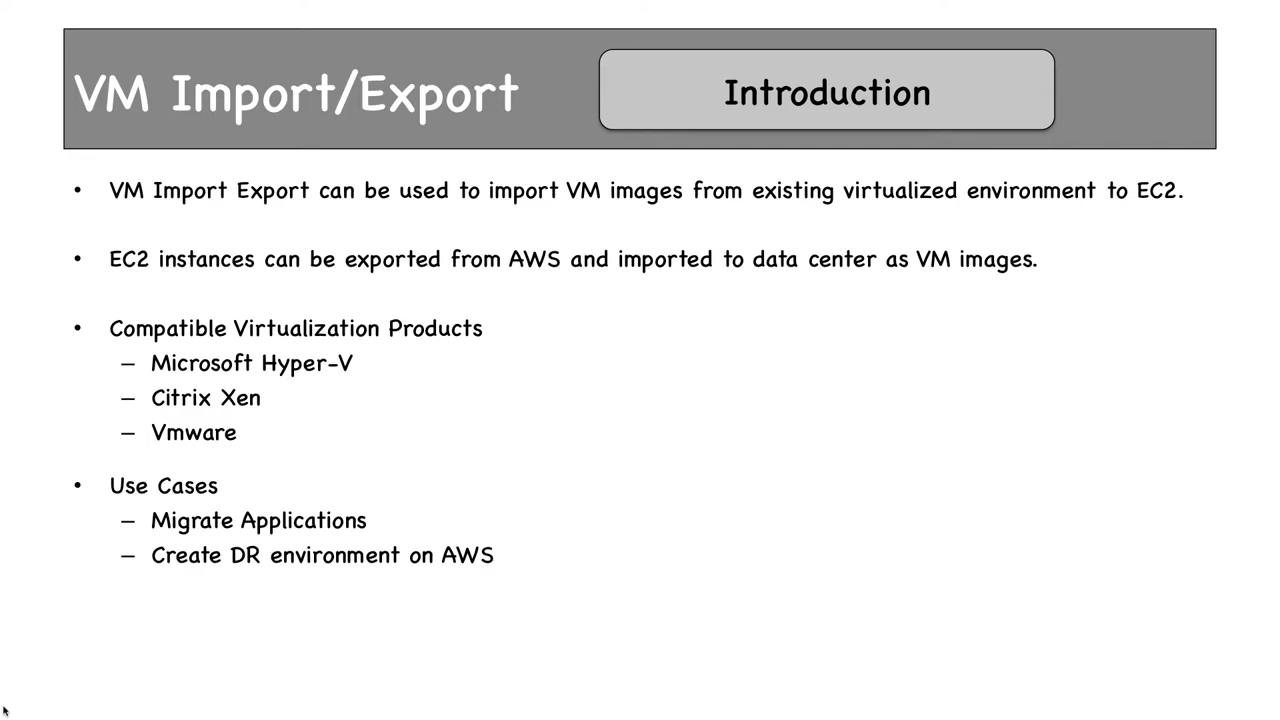 VM Import/Export
Introduction
• VM Import Export can be used to import VM images from existing virtualized environment to EC2.
• EC2 instances can be exported from AWS and imported to data center as VM images.
• Compatible Virtualization Products
– Microsoft Hyper-V
– Citrix Xen
– Vmware
• Use Cases
– Migrate Applications
– Create DR environment on AWS